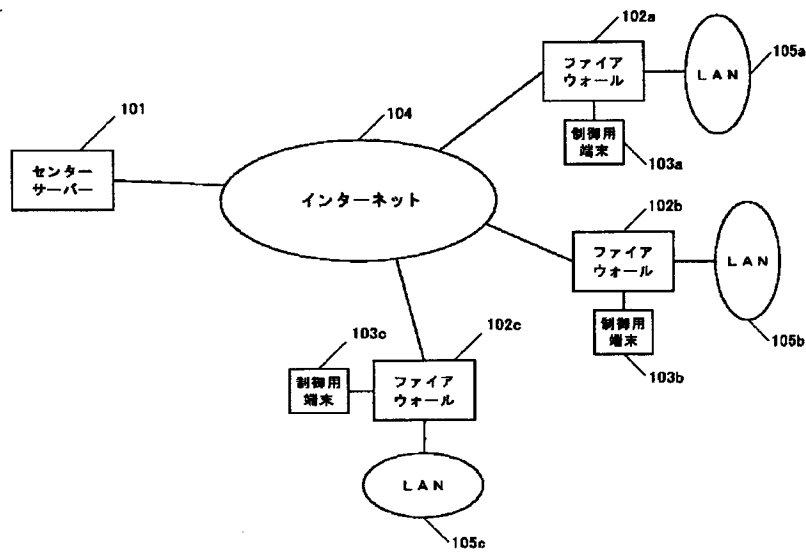 102a
105a
ファイア
ウォール
LAN
101
104
制御用
端末
103a
センター
サーバー
インターネット
102b
ファイア
ウォール
LAN
制御用
端末
105b
103b
103c
102c
制御用
端末
ファイア
ウォール
LAN
105c